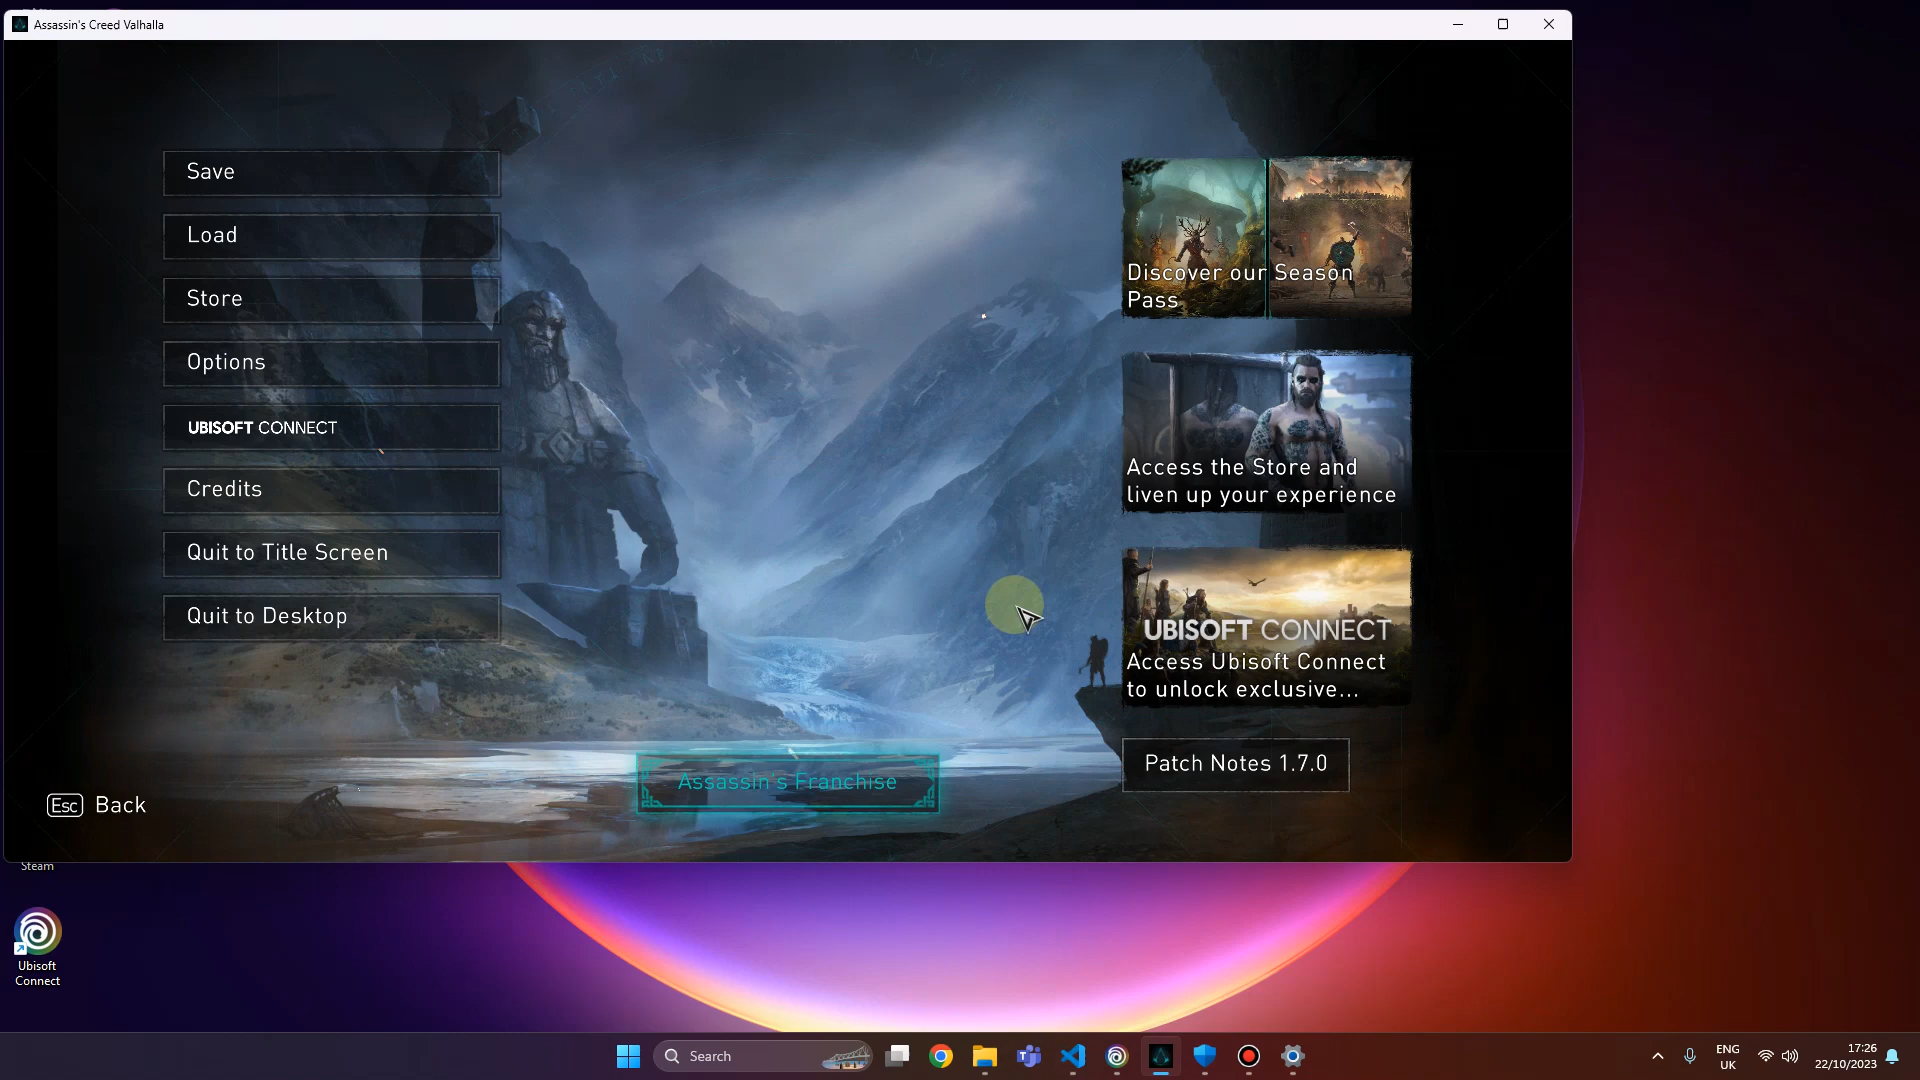 Assassin's Creed Valhalla
Save
Load
Store
Options
UBISOFT CONNECT
Credits
Quit to Title Screen
Quit to Desktop
Discover our Season
Pass
Access the Store and
liven up your experience
UBISOFT CONNECT
Access Ubisoft Connect
to unlock exclusive...
Patch Notes 1.7.0
Assassin's Franchise
Esc Back
Steam
Ubisoft
Connect
Search
ENG
UK
17:26
22/10/2023